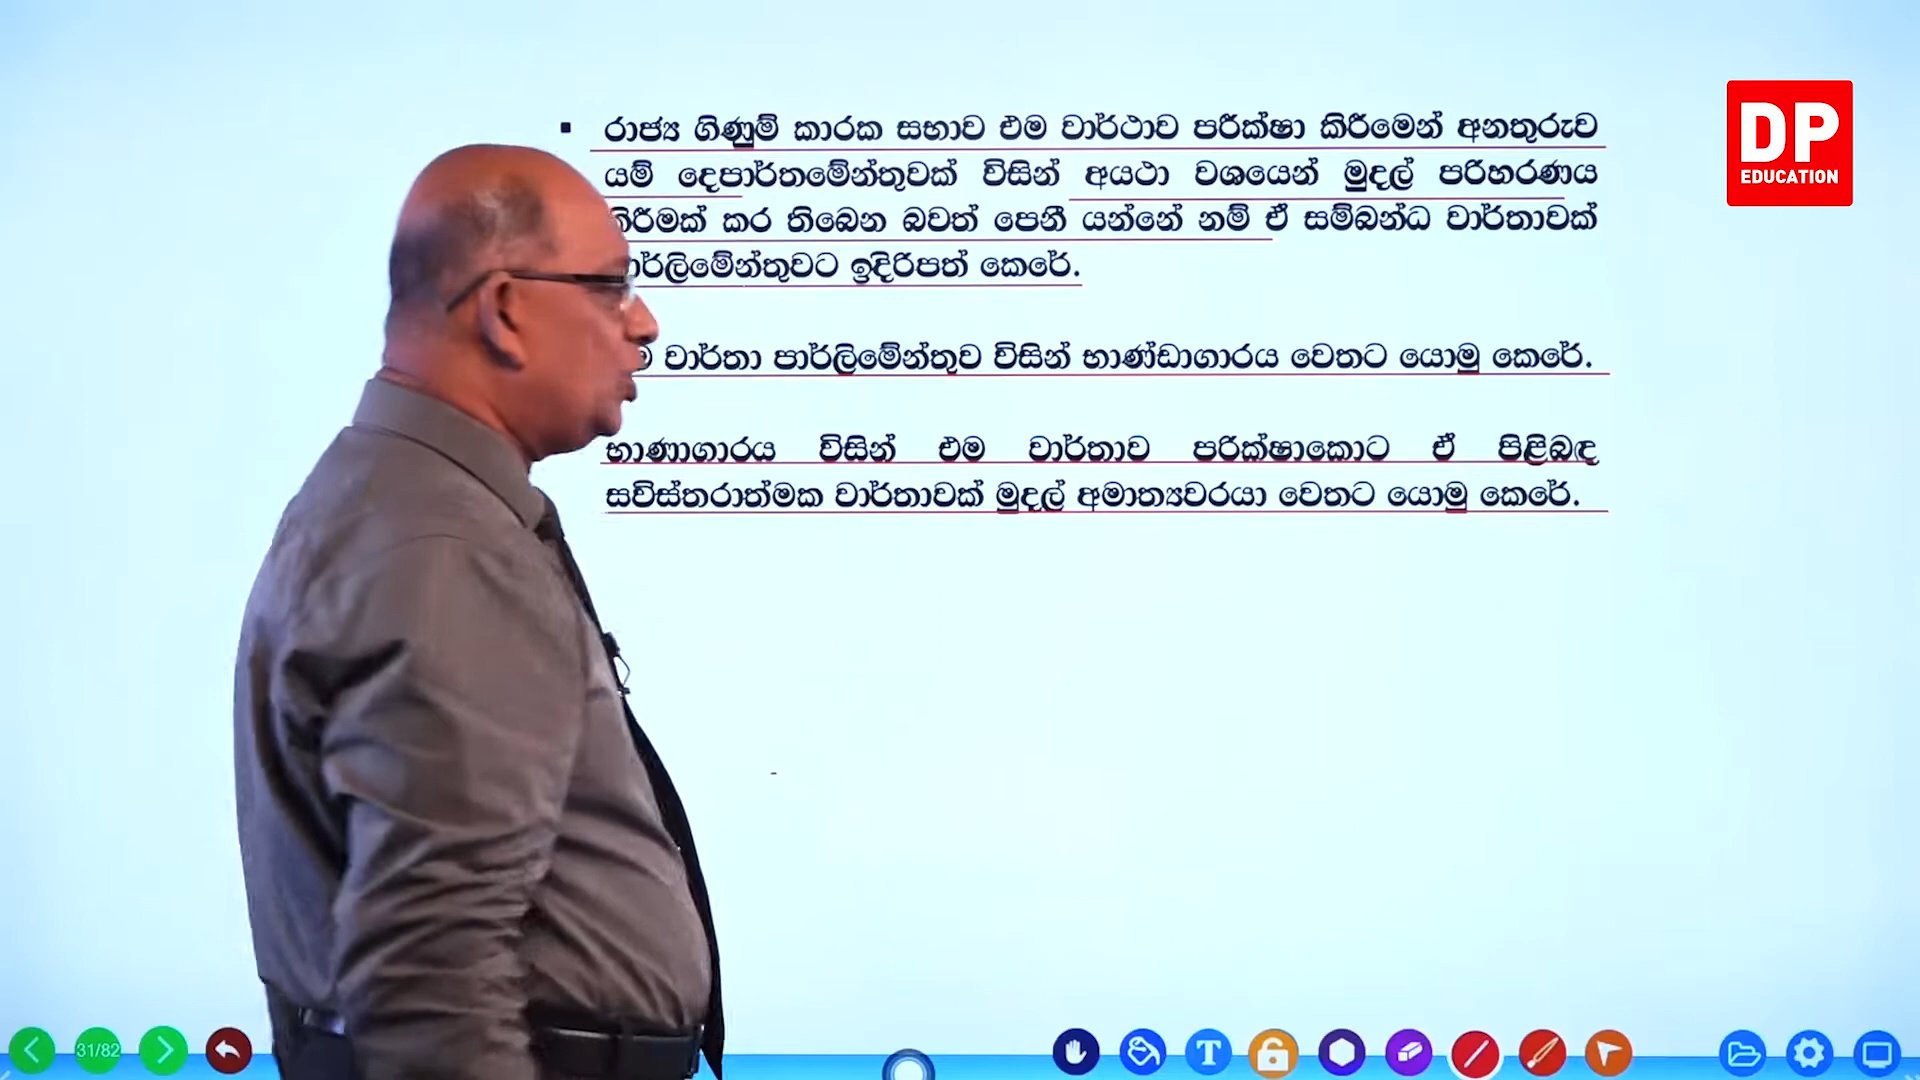 DP
EDUCATION
රාජ්‍ය ගිණුම් කාරක සභාව එම වාර්ථාව පරීක්ෂා කිරීමෙන් අනතුරුව
යම් දෙපාර්තමේන්තුවක් විසින් අයථා වශයෙන් මුදල් පරිහරණය
කර තිබෙන බවත් පෙනී යන්නේ නම් ඒ සම්බන්ධ වාර්තාවක්
ඉදිරිපත් කෙරේ.
වාර්තා පාර්ලිමේන්තුව විසින් භාණ්ඩාගාරය වෙතට යොමු කෙරේ.
භාණාගාරය විසින් එම වාර්තාව පරික්ෂාකොට ඒ පිළිබඳ
සවිස්තරාත්මක වාර්තාවක් මුදල් අමාත්‍යවරයා වෙතට යොමු කෙරේ.
31/82
T